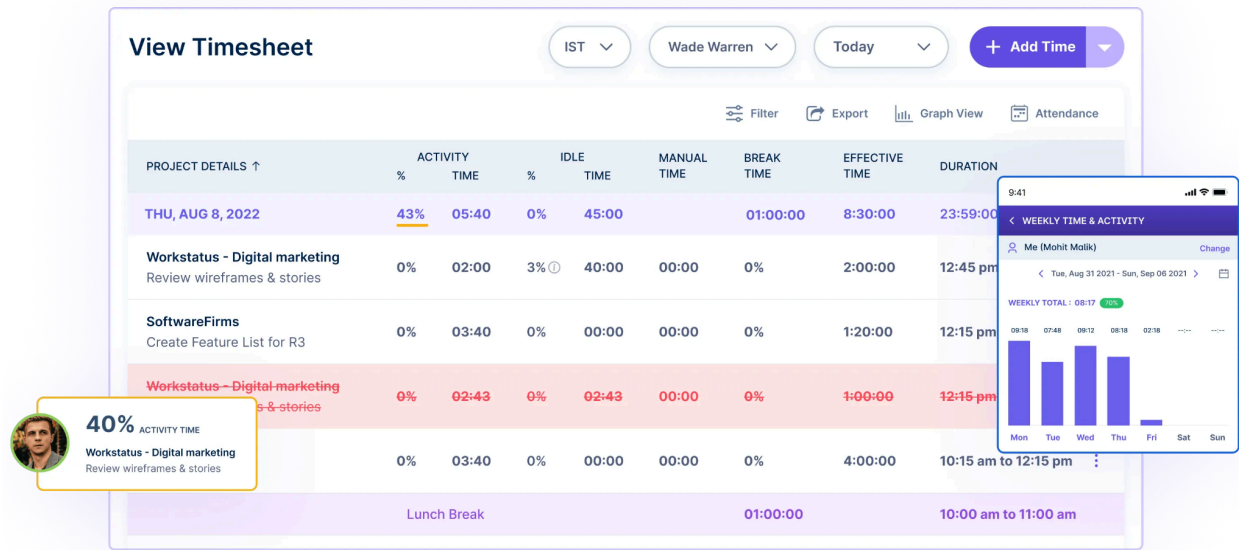 View Timesheet
IST
Wade Warren
Today
+ Add Time
Filter
Export
Graph View
Attendance
PROJECT DETAILS ↑
ACTIVITY
% TIME
IDLE
% TIME
MANUAL
TIME
BREAK
TIME
EFFECTIVE
TIME
DURATION
THU, AUG 8, 2022 43% 05:40 0% 45:00 01:00:00 8:30:00 23:59:00
Workstatus - Digital marketing
Review wireframes & stories
0% 02:00 3% 40:00 00:00 0% 2:00:00 12:45 pm
SoftwareFirms
Create Feature List for R3
0% 03:40 0% 00:00 00:00 0% 1:20:00 12:15 pm
Workstatus - Digital marketing
s & stories
0% 02:43 0% 02:43 00:00 0% 1:00:00 12:15 pm
0% 03:40 0% 00:00 00:00 0% 4:00:00 10:15 am to 12:15 pm
Lunch Break 01:00:00 10:00 am to 11:00 am
40% ACTIVITY TIME
Workstatus - Digital marketing
Review wireframes & stories
9:41
< WEEKLY TIME & ACTIVITY
Me (Mohit Malik) Change
< Tue, Aug 31 2021 - Sun, Sep 06 2021 >
WEEKLY TOTAL : 08:17 70%
09:18 07:48 09:12 08:18 02:18 --:-- --:--
Mon Tue Wed Thu Fri Sat Sun